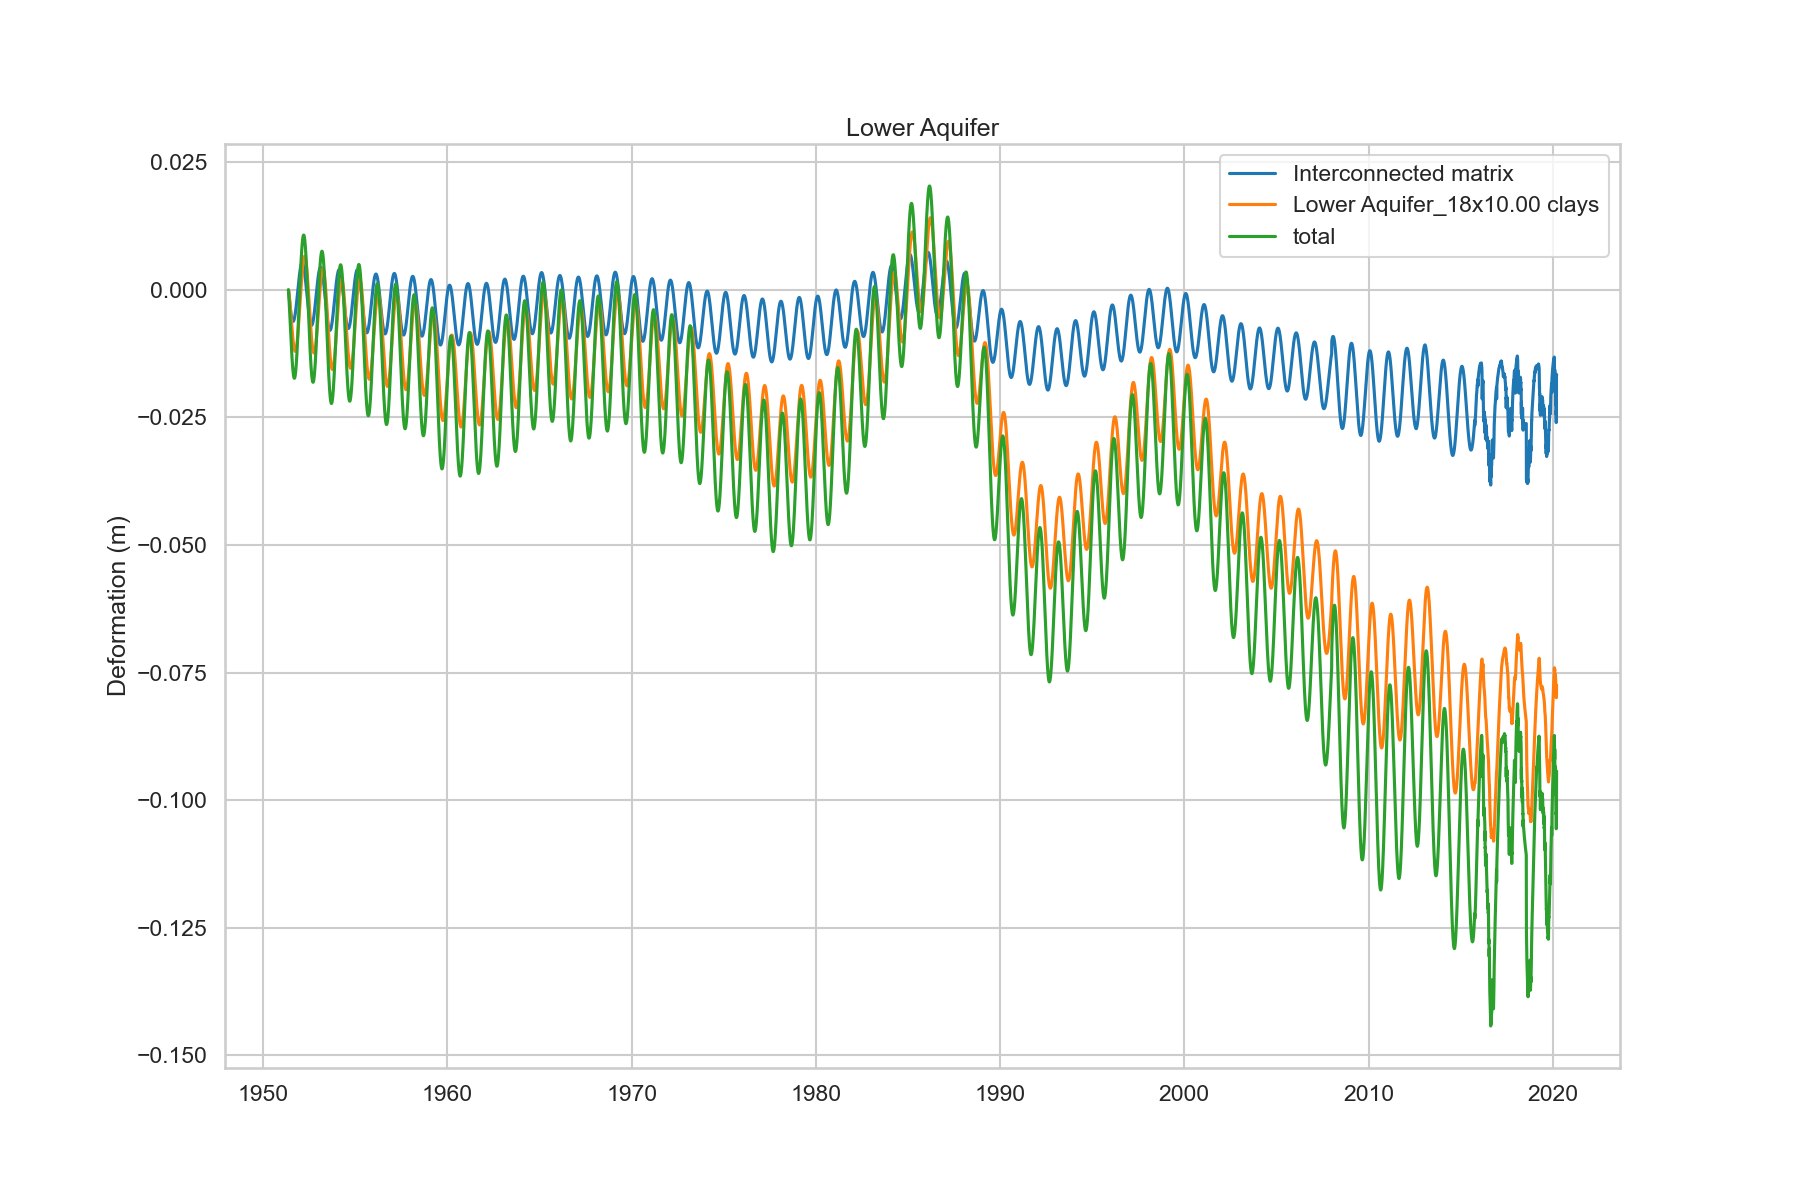 Lower Aquifer
Interconnected matrix
Lower Aquifer_18x10.00 clays
total
Deformation (m)
0.025
0.000
−0.025
−0.050
−0.075
−0.100
−0.125
−0.150
1950 1960 1970 1980 1990 2000 2010 2020